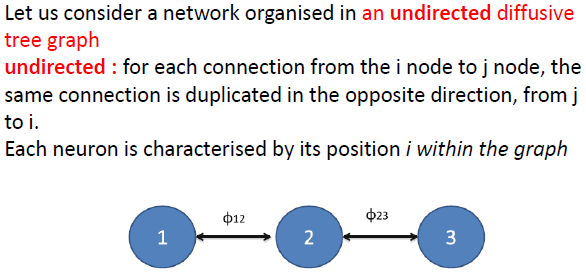 Let us consider a network organised in an undirected diffusive
tree graph
undirected : for each connection from the i node to j node, the
same connection is duplicated in the opposite direction, from j
to i.
Each neuron is characterised by its position i within the graph
ϕ12
ϕ23
1
2
3